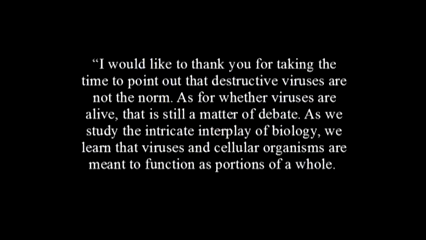 “I would like to thank you for taking the
time to point out that destructive viruses are
not the norm. As for whether viruses are
alive, that is still a matter of debate. As we
study the intricate interplay of biology, we
learn that viruses and cellular organisms are
meant to function as portions of a whole.